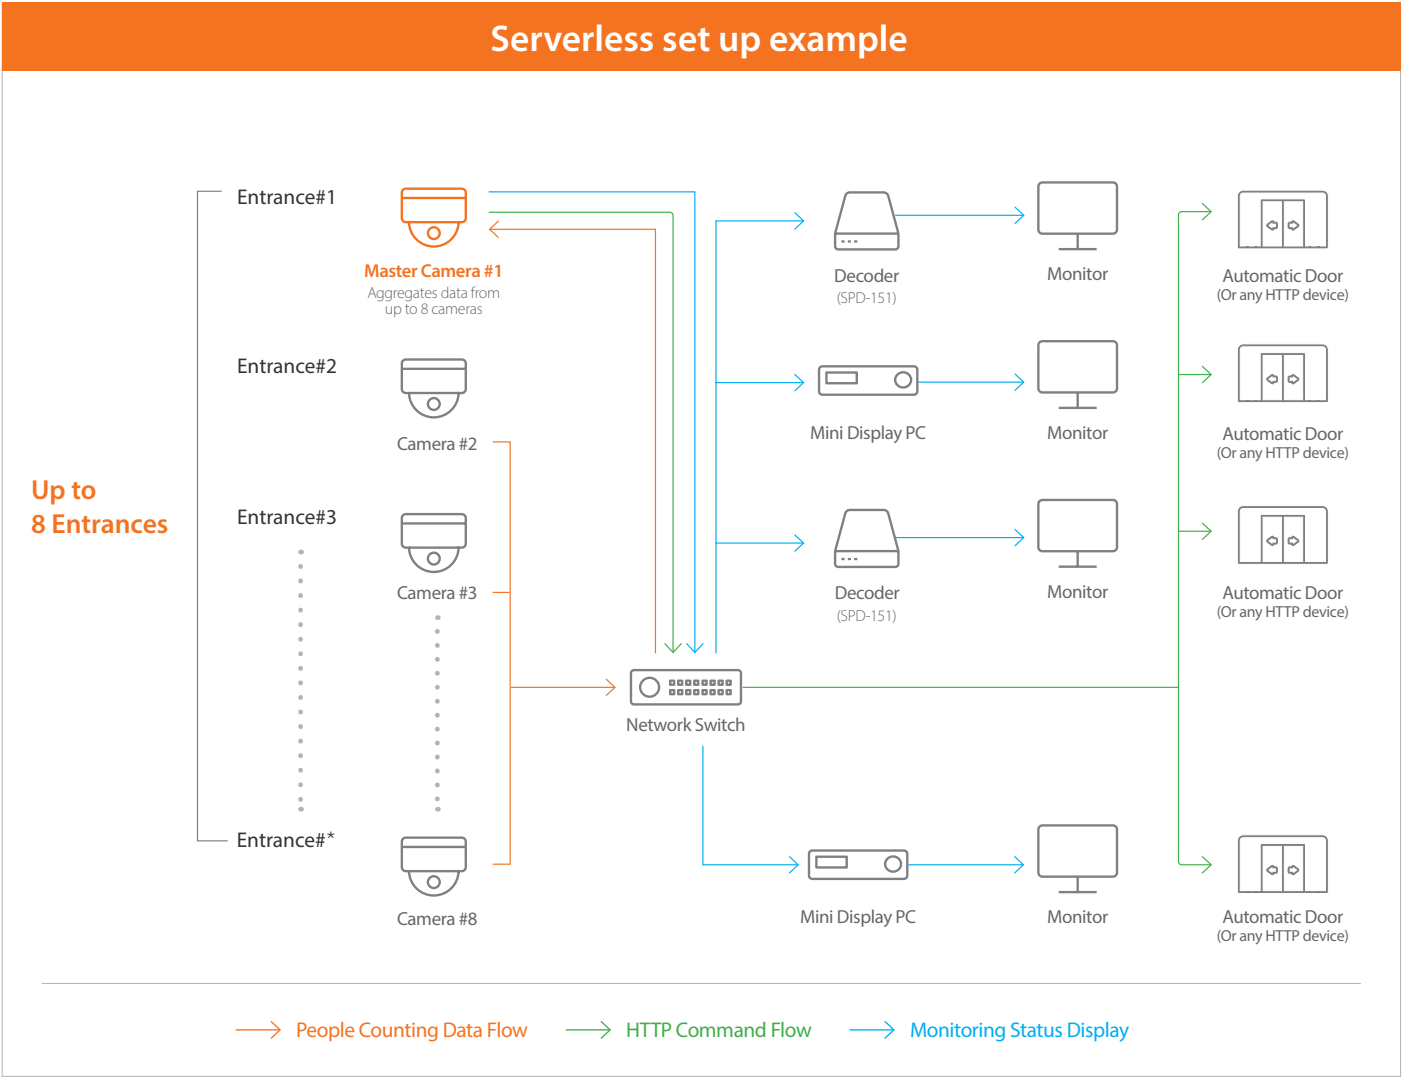 Serverless set up example
Up to
8 Entrances
Entrance#1
Master Camera #1
Aggregates data from
up to 8 cameras
Entrance#2
Camera #2
Entrance#3
Camera #3
Entrance#*
Camera #8
Network Switch
Decoder
(SPD-151)
Monitor
Automatic Door
(Or any HTTP device)
Mini Display PC
Monitor
Automatic Door
(Or any HTTP device)
Decoder
(SPD-151)
Monitor
Automatic Door
(Or any HTTP device)
Mini Display PC
Monitor
Automatic Door
(Or any HTTP device)
People Counting Data Flow
HTTP Command Flow
Monitoring Status Display